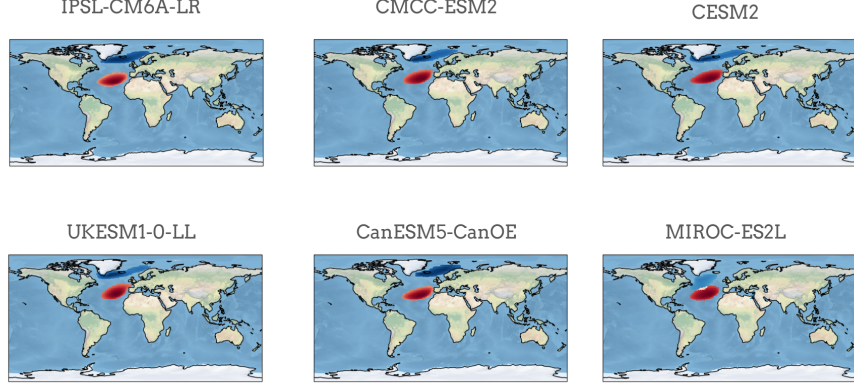 IPSL-CM6A-LR
CMCC-ESM2
CESM2
UKESM1-0-LL
CanESM5-CanOE
MIROC-ES2L